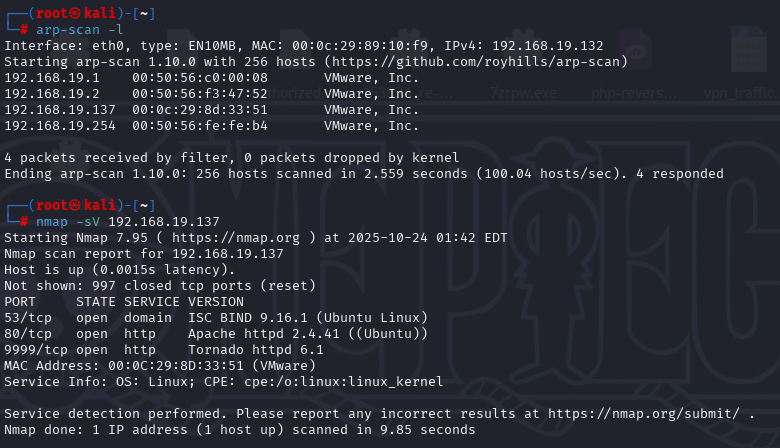 ┌──(root㉿kali)-[~]
└─# arp-scan -l
Interface: eth0, type: EN10MB, MAC: 00:0c:29:89:10:f9, IPv4: 192.168.19.132
Starting arp-scan 1.10.0 with 256 hosts (https://github.com/royhills/arp-scan)
192.168.19.1    00:50:56:c0:00:08       VMware, Inc.
192.168.19.2    00:50:56:f3:47:52       VMware, Inc.
7zrpw.exe    php-revers...    vpn_traffic.
192.168.19.137  00:0c:29:8d:33:51       VMware, Inc.
192.168.19.254  00:50:56:fe:fe:b4       VMware, Inc.

4 packets received by filter, 0 packets dropped by kernel
Ending arp-scan 1.10.0: 256 hosts scanned in 2.559 seconds (100.04 hosts/sec). 4 responded

┌──(root㉿kali)-[~]
└─# nmap -sV 192.168.19.137
Starting Nmap 7.95 ( https://nmap.org ) at 2025-10-24 01:42 EDT
Nmap scan report for 192.168.19.137
Host is up (0.0015s latency).
Not shown: 997 closed tcp ports (reset)
PORT     STATE SERVICE VERSION
53/tcp   open  domain  ISC BIND 9.16.1 (Ubuntu Linux)
80/tcp   open  http    Apache httpd 2.4.41 ((Ubuntu))
9999/tcp open  http    Tornado httpd 6.1
MAC Address: 00:0C:29:8D:33:51 (VMware)
Service Info: OS: Linux; CPE: cpe:/o:linux:linux_kernel

Service detection performed. Please report any incorrect results at https://nmap.org/submit/ .
Nmap done: 1 IP address (1 host up) scanned in 9.85 seconds